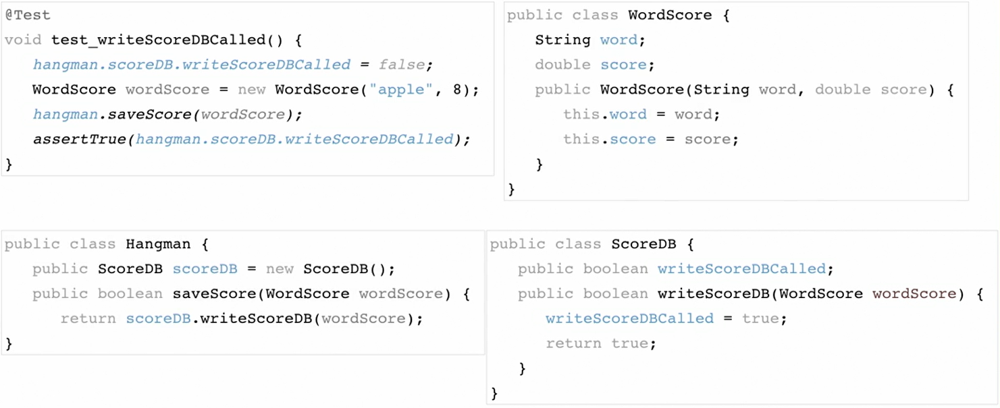 @Test
void test_writeScoreDBCalled() {
hangman.scoreDB.writeScoreDBCalled = false;
WordScore wordScore = new WordScore("apple", 8);
hangman.saveScore(wordScore);
assertTrue(hangman.scoreDB.writeScoreDBCalled);
}
public class WordScore {
String word;
double score;
public WordScore(String word, double score) {
this.word = word;
this.score = score;
}
}
public class Hangman {
public ScoreDB scoreDB = new ScoreDB();
public boolean saveScore(WordScore wordScore) {
return scoreDB.writeScoreDB(wordScore);
}
public class ScoreDB {
public boolean writeScoreDBCalled;
public boolean writeScoreDB(WordScore wordScore) {
writeScoreDBCalled = true;
return true;
}
}